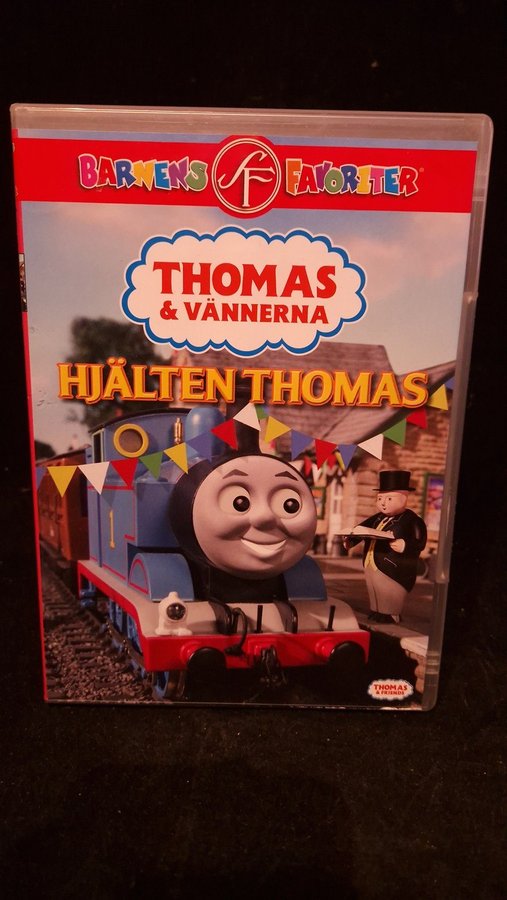 BARNENS SF FAVORITER
THOMAS
& VÄNNERNA
HJÄLTEN THOMAS
1
THOMAS
& FRIENDS